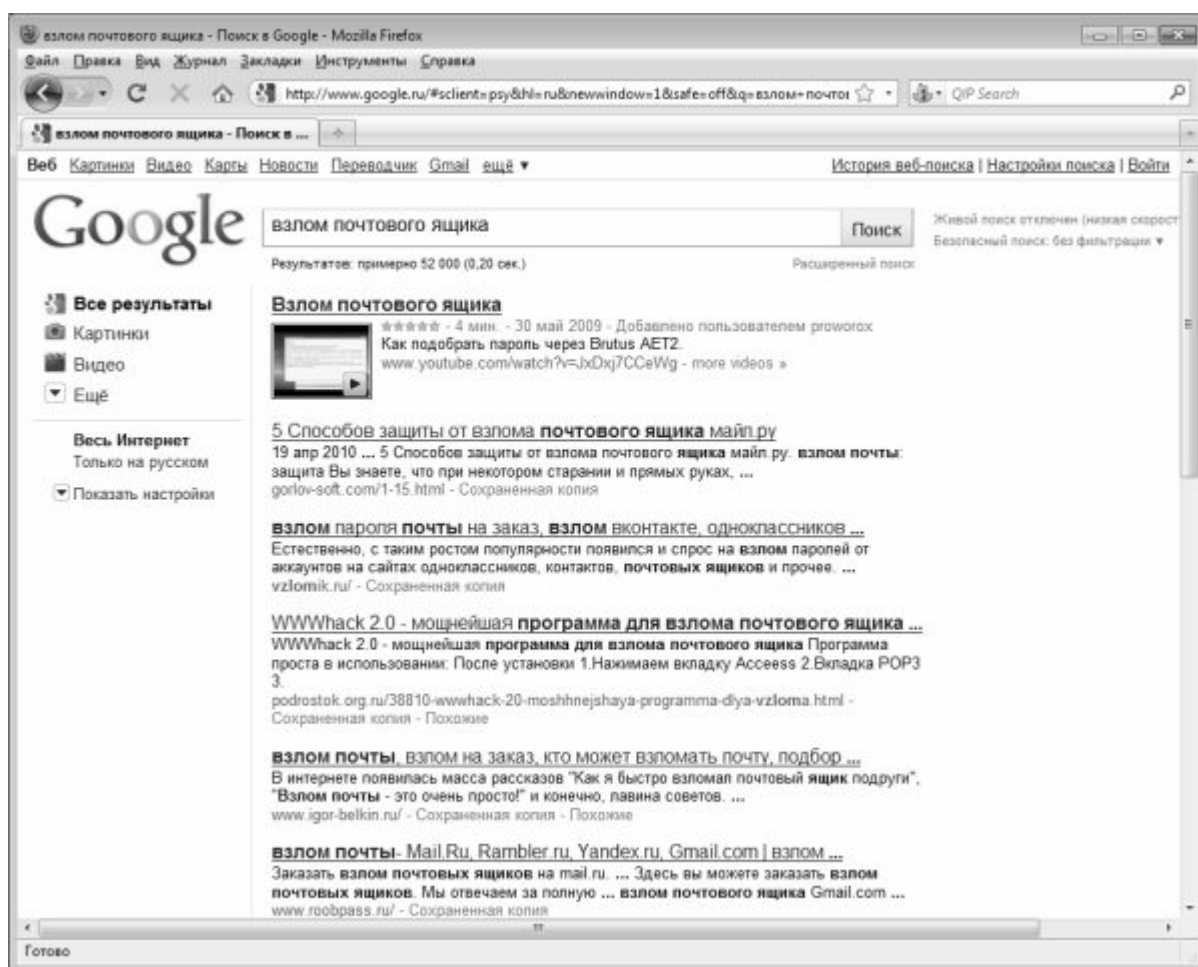 взлом почтового ящика - Поиск в Google - Mozilla Firefox
Файл Правка Вид Журнал Закладки Инструменты Справка
http://www.google.ru/#sclient=psy&hl=ru&newwindow=1&safe=off&q=взлом+почтов
QIP Search
взлом почтового ящика - Поиск в ...
Веб Картинки Видео Карты Новости Переводчик Gmail ещё ▼
История веб-поиска | Настройки поиска | Войти
Google
взлом почтового ящика
Поиск
Живой поиск отключен (низкая скорост
Безопасный поиск: без фильтрации ▼
Результатов: примерно 52 000 (0,20 сек.)
Расширенный поиск
Все результаты
Картинки
Видео
Ещё
Весь Интернет
Только на русском
Показать настройки
Взлом почтового ящика
★★★★★ - 4 мин. - 30 май 2009 - Добавлено пользователем proworox
Как подобрать пароль через Brutus AET2.
www.youtube.com/watch?v=JxDxj7CCeWg - more videos »
5 Способов защиты от взлома почтового ящика майл.ру
19 апр 2010 ... 5 Способов защиты от взлома почтового ящика майл.ру. взлом почты:
защита Вы знаете, что при некотором старании и прямых руках, ...
gorlov-soft.com/1-15.html - Сохраненная копия
взлом пароля почты на заказ, взлом вконтакте, одноклассников ...
Естественно, с таким ростом популярности появился и спрос на взлом паролей от
аккаунтов на сайтах одноклассников, контактов, почтовых ящиков и прочее. ...
vzlomik.ru/ - Сохраненная копия
WWWhack 2.0 - мощнейшая программа для взлома почтового ящика ...
WWWhack 2.0 - мощнейшая программа для взлома почтового ящика Программа
проста в использовании: После установки 1.Нажимаем вкладку Acceess 2.Вкладка POP3
3.
podrostok.org.ru/38810-wwwhack-20-moshhnejshaya-programma-dlya-vzloma.html -
Сохраненная копия - Похожие
взлом почты, взлом на заказ, кто может взломать почту, подбор ...
В интернете появилась масса рассказов "Как я быстро взломал почтовый ящик подруги",
"Взлом почты - это очень просто!" и конечно, лавина советов. ...
www.igor-belkin.ru/ - Сохраненная копия - Похожие
взлом почты- Mail.Ru, Rambler.ru, Yandex.ru, Gmail.com | взлом ...
Заказать взлом почтовых ящиков на mail.ru. ... Здесь вы можете заказать взлом
почтовых ящиков. Мы отвечаем за полную ... взлом почтового ящика Gmail.com ...
www.roobpass.ru/ - Сохраненная копия
Готово